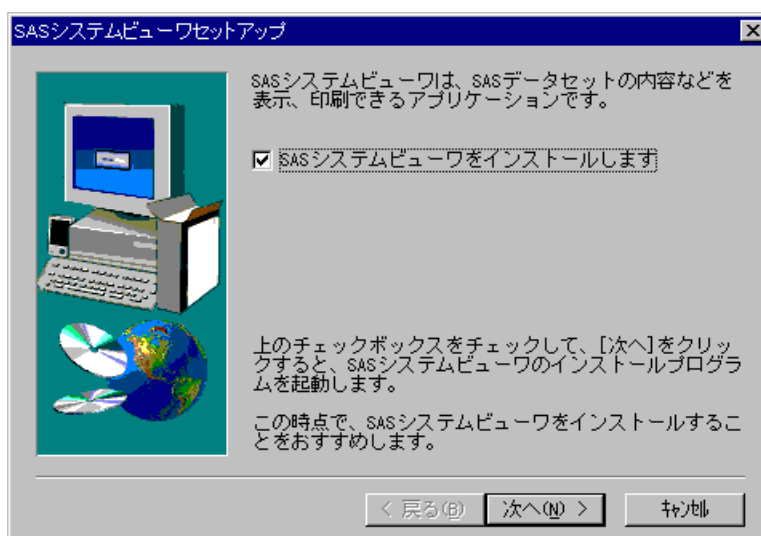 SASシステムビューワセットアップ
SASシステムビューワは、SASデータセットの内容などを
表示、印刷できるアプリケーションです。
SASシステムビューワをインストールします
上のチェックボックスをチェックして、[次へ]をクリッ
クすると、SASシステムビューワのインストールプログラ
ムを起動します。
この時点で、SASシステムビューワをインストールするこ
とをおすすめします。
< 戻る(B)
次へ(N) >
ｷｬﾝｾﾙ